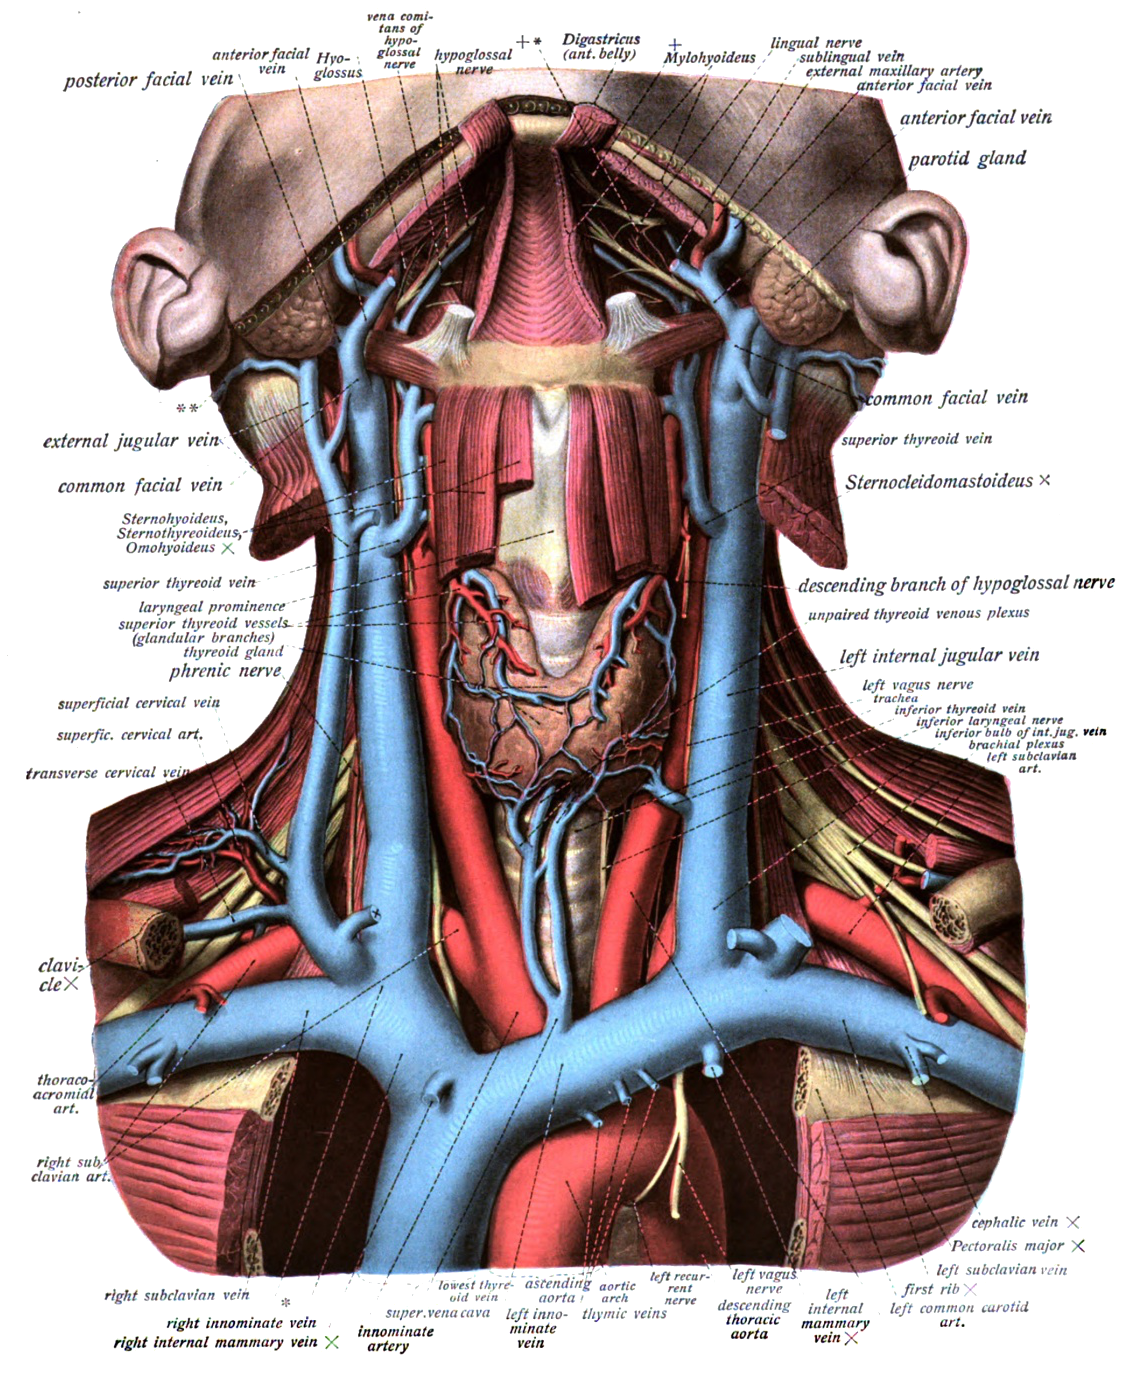 vena comi-
tans of
hypo-
glossal
nerve
anterior facial
vein
Hyo-
glossus
hypoglossal
nerve
+*
Digastricus
(ant. belly)
+
Mylohyoideus
lingual nerve
sublingual vein
external maxillary artery
anterior facial vein
posterior facial vein
anterior facial vein
parotid gland
**
external jugular vein
common facial vein
Sternohyoideus,
Sternothyreoideus,
Omohyoideus ×
superior thyreoid vein
laryngeal prominence
superior thyreoid vessels
(glandular branches)
thyreoid gland
phrenic nerve
superficial cervical vein
superfic. cervical art.
transverse cervical vein
clavi-
cle ×
thoraco-
acromial
art.
right sub-
clavian art.
common facial vein
superior thyreoid vein
Sternocleidomastoideus ×
descending branch of hypoglossal nerve
unpaired thyreoid venous plexus
left internal jugular vein
left vagus nerve
trachea
inferior thyreoid vein
inferior laryngeal nerve
inferior bulb of int. jug. vein
brachial plexus
left subclavian
art.
×
cephalic vein ×
Pectoralis major ×
left subclavian vein
first rib ×
left common carotid
art.
right subclavian vein
*
right innominate vein
right internal mammary vein ×
innominate
artery
super. vena cava
lowest thyre-
oid vein
left inno-
minate
vein
ascending
aorta
aortic
arch
thymic veins
left recur-
rent
nerve
left vagus
nerve
descending
thoracic
aorta
left
internal
mammary
vein ×